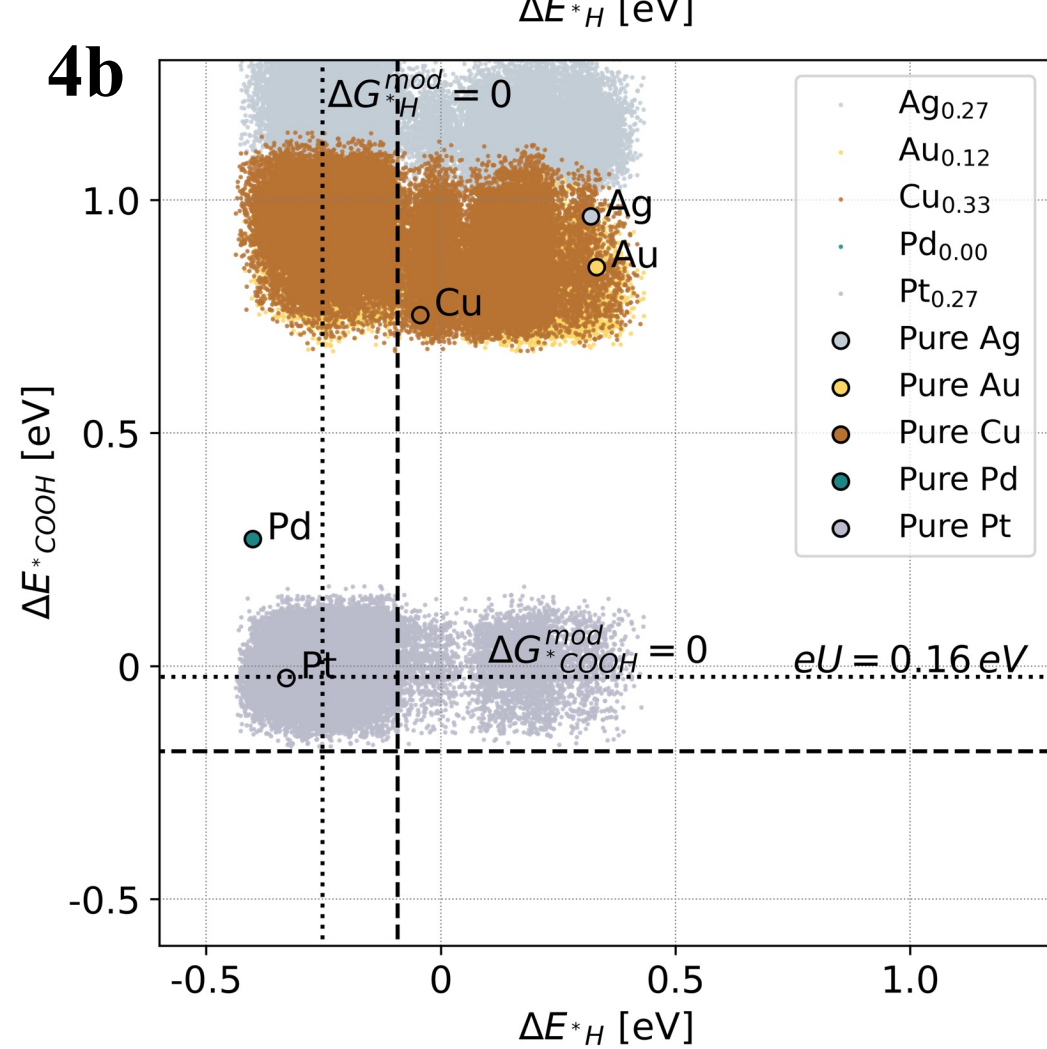 ΔE*H [eV]
4b
ΔG*H^mod = 0
Ag0.27
Au0.12
Cu0.33
Pd0.00
Pt0.27
Pure Ag
Pure Au
Pure Cu
Pure Pd
Pure Pt
1.0
0.5
0
-0.5
ΔE*COOH [eV]
Ag
Au
Cu
Pd
Pt
ΔG*COOH^mod = 0
eU = 0.16 eV
-0.5
0
0.5
1.0
ΔE*H [eV]